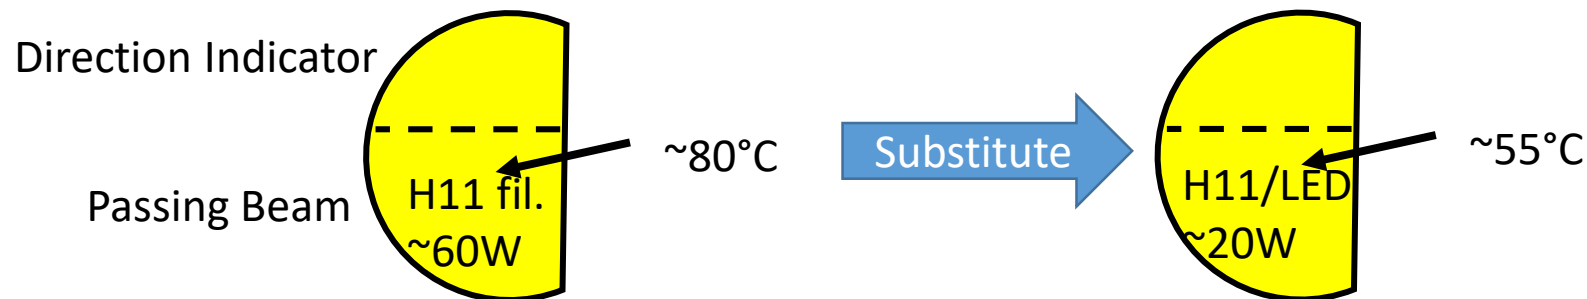 Direction Indicator
Passing Beam
H11 fil.
~60W
~80°C
Substitute
H11/LED
~20W
~55°C